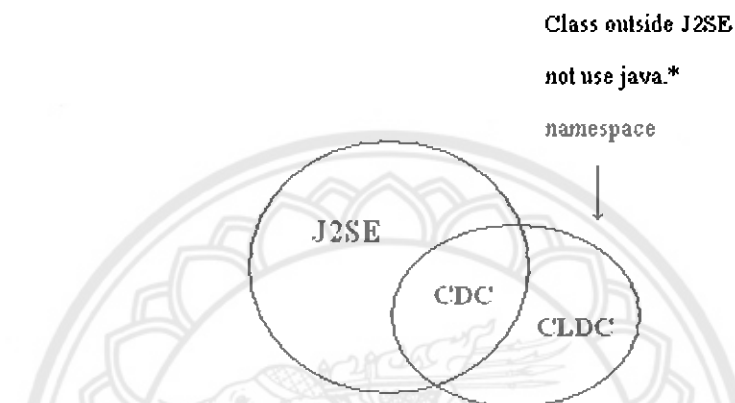 Class outside J2SE
not use java.*
namespace
J2SE
CDC
CLDC